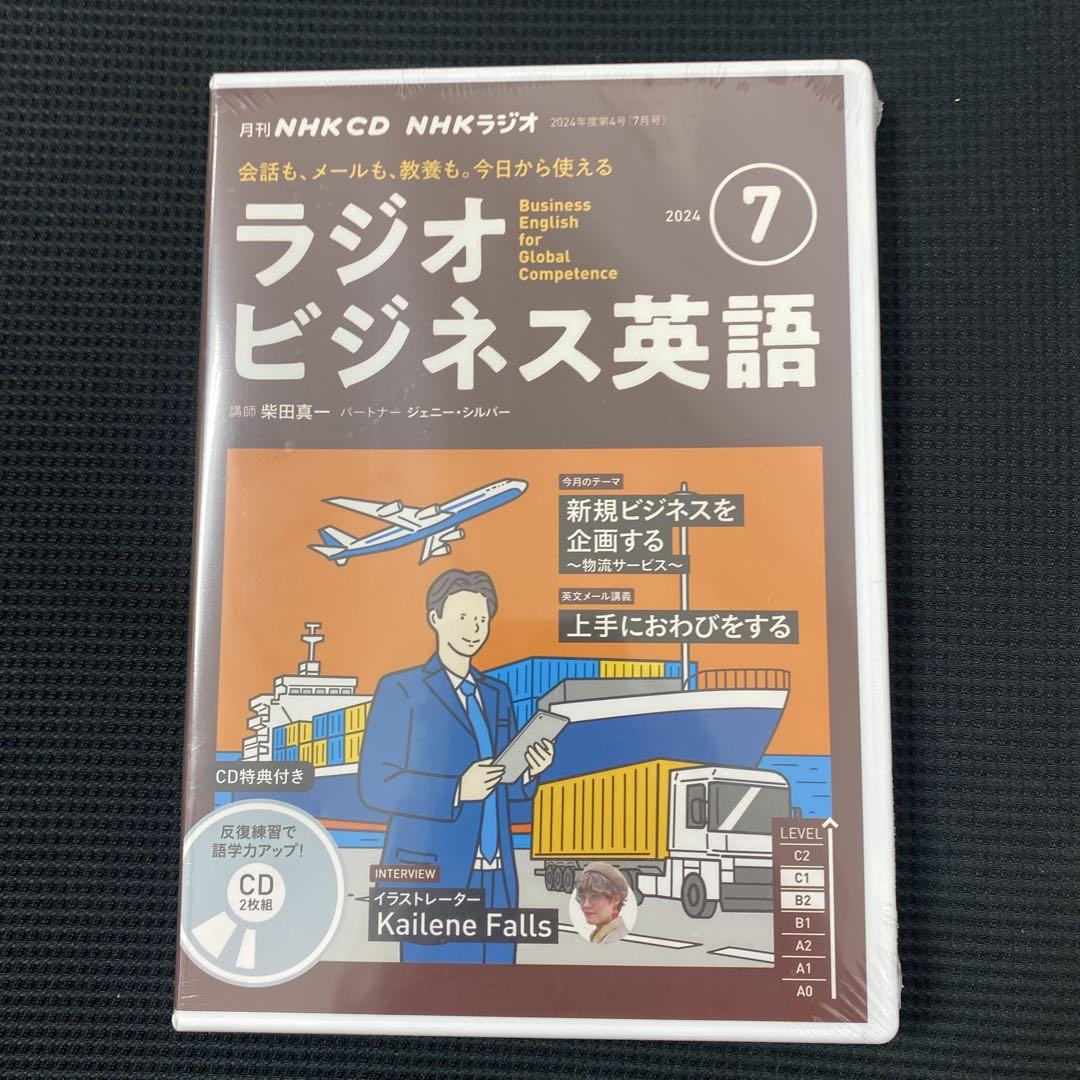 月刊 NHK CD NHKラジオ 2024年度第4号(7月号)
会話も、メールも、教養も。今日から使える
ラジオ
Business
English
for
Global
Competence
2024 7
ビジネス英語
講師 柴田真一 パートナー ジェニー・シルバー
今月のテーマ
新規ビジネスを
企画する
〜物流サービス〜
英文メール講義
上手におわびをする
CD特典付き
反復練習で
語学力アップ!
CD
2枚組
INTERVIEW
イラストレーター
Kailene Falls
LEVEL
C2
C1
B2
B1
A2
A1
A0